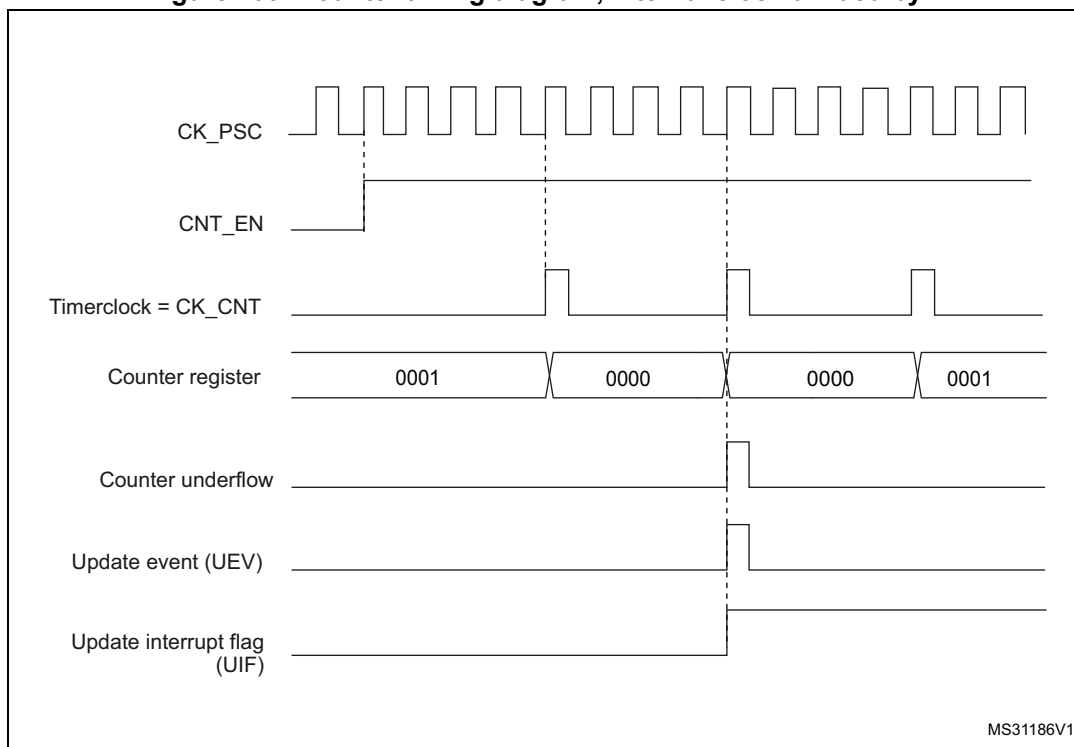 CK_PSC
CNT_EN
Timerclock = CK_CNT
Counter register 0001 0000 0000 0001
Counter underflow
Update event (UEV)
Update interrupt flag
(UIF)
MS31186V1